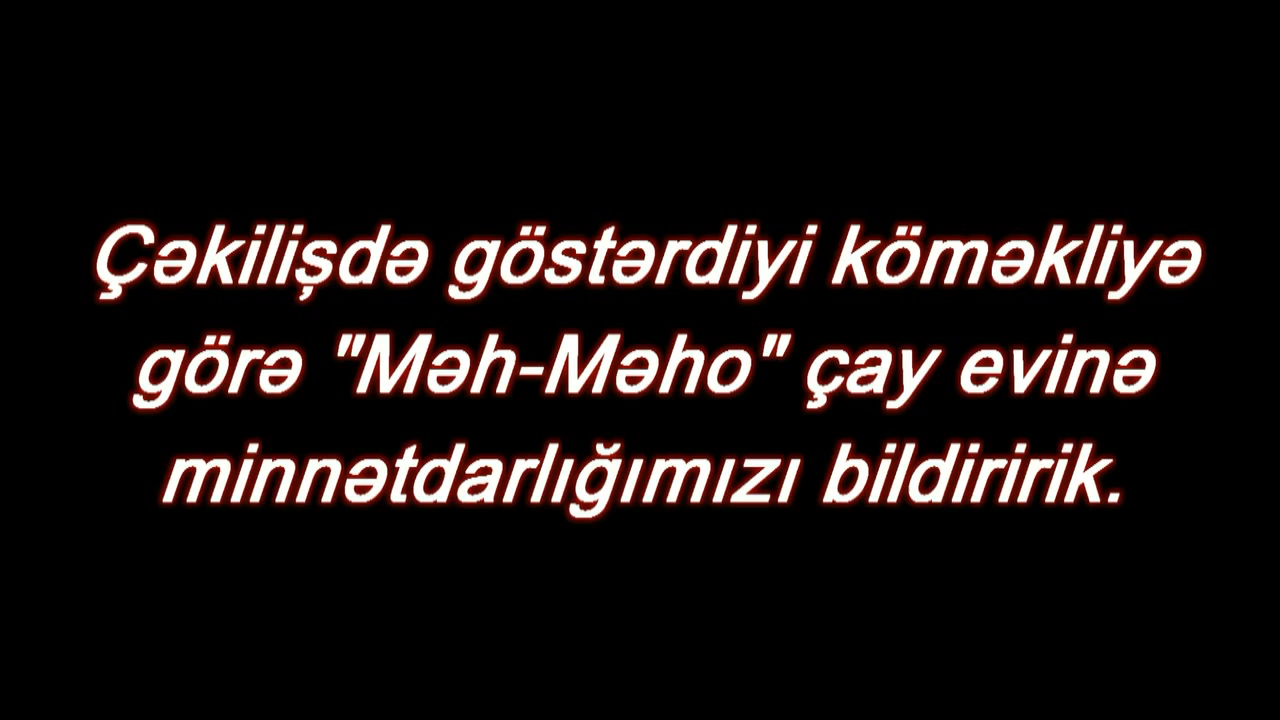 Çəkilişdə göstərdiyi köməkliyə
görə "Məh-Məho" çay evinə
minnətdarlığımızı bildiririk.